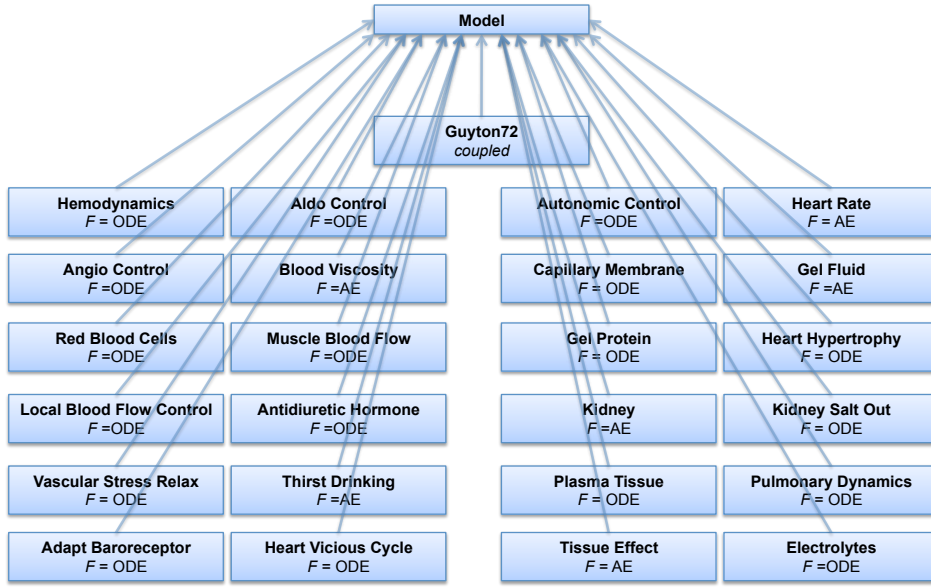 Model
Guyton72
coupled
Hemodynamics
F = ODE
Aldo Control
F =ODE
Autonomic Control
F =ODE
Heart Rate
F = AE
Angio Control
F =ODE
Blood Viscosity
F =AE
Capillary Membrane
F = ODE
Gel Fluid
F =AE
Red Blood Cells
F =ODE
Muscle Blood Flow
F =ODE
Gel Protein
F = ODE
Heart Hypertrophy
F = ODE
Local Blood Flow Control
F =ODE
Antidiuretic Hormone
F =ODE
Kidney
F =AE
Kidney Salt Out
F = ODE
Vascular Stress Relax
F = ODE
Thirst Drinking
F =AE
Plasma Tissue
F = ODE
Pulmonary Dynamics
F = ODE
Adapt Baroreceptor
F = ODE
Heart Vicious Cycle
F = ODE
Tissue Effect
F = AE
Electrolytes
F =ODE